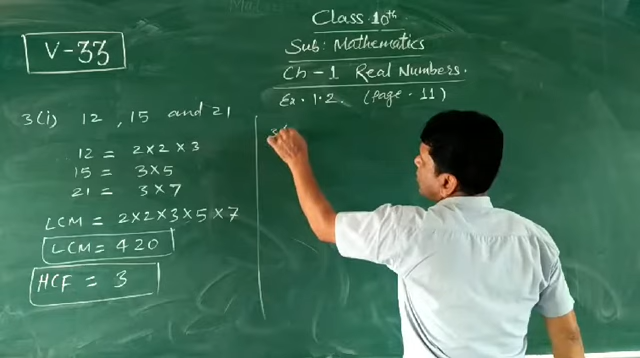 V-33
Class 10th
Sub: Mathematics
Ch-1 Real Numbers.
Ex. 1.2. (Page. 11)
3(i) 12, 15 and 21
12 = 2×2×3
15 = 3×5
21 = 3×7
LCM = 2×2×3×5×7
LCM = 420
HCF = 3